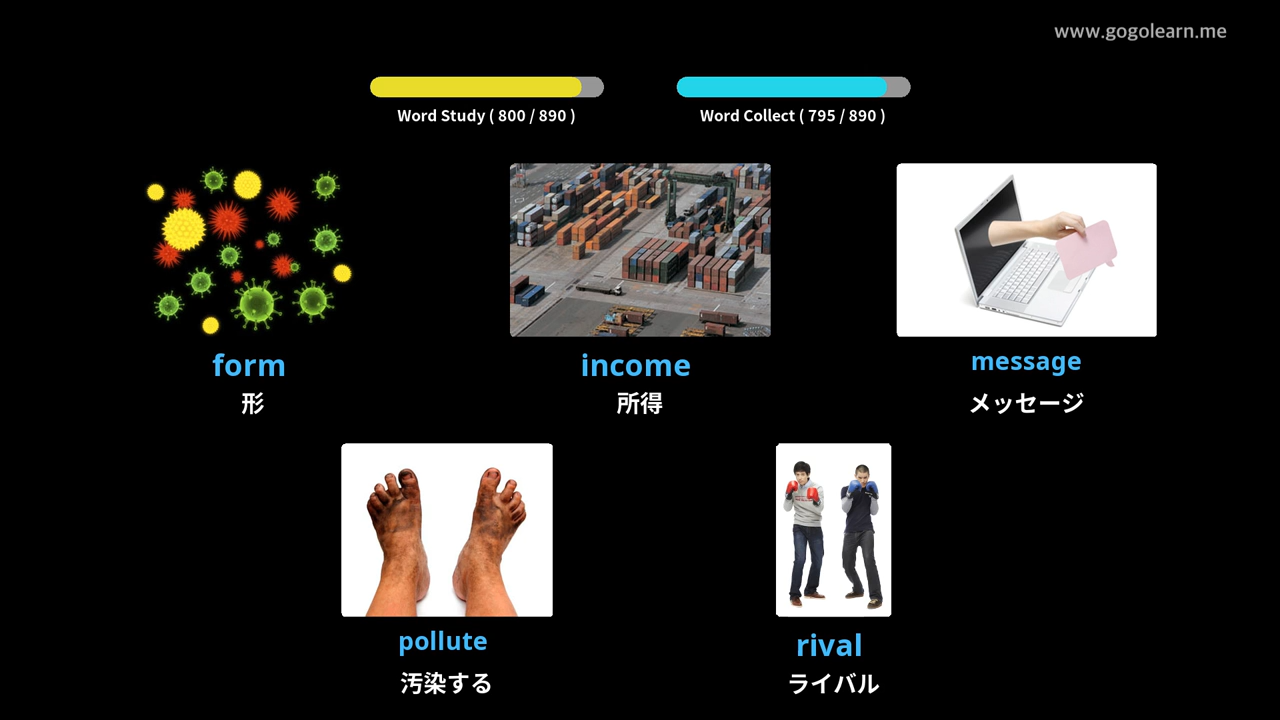 www.gogolearn.me
Word Study ( 800 / 890 )
Word Collect ( 795 / 890 )
form
形
income
所得
message
メッセージ
pollute
汚染する
rival
ライバル